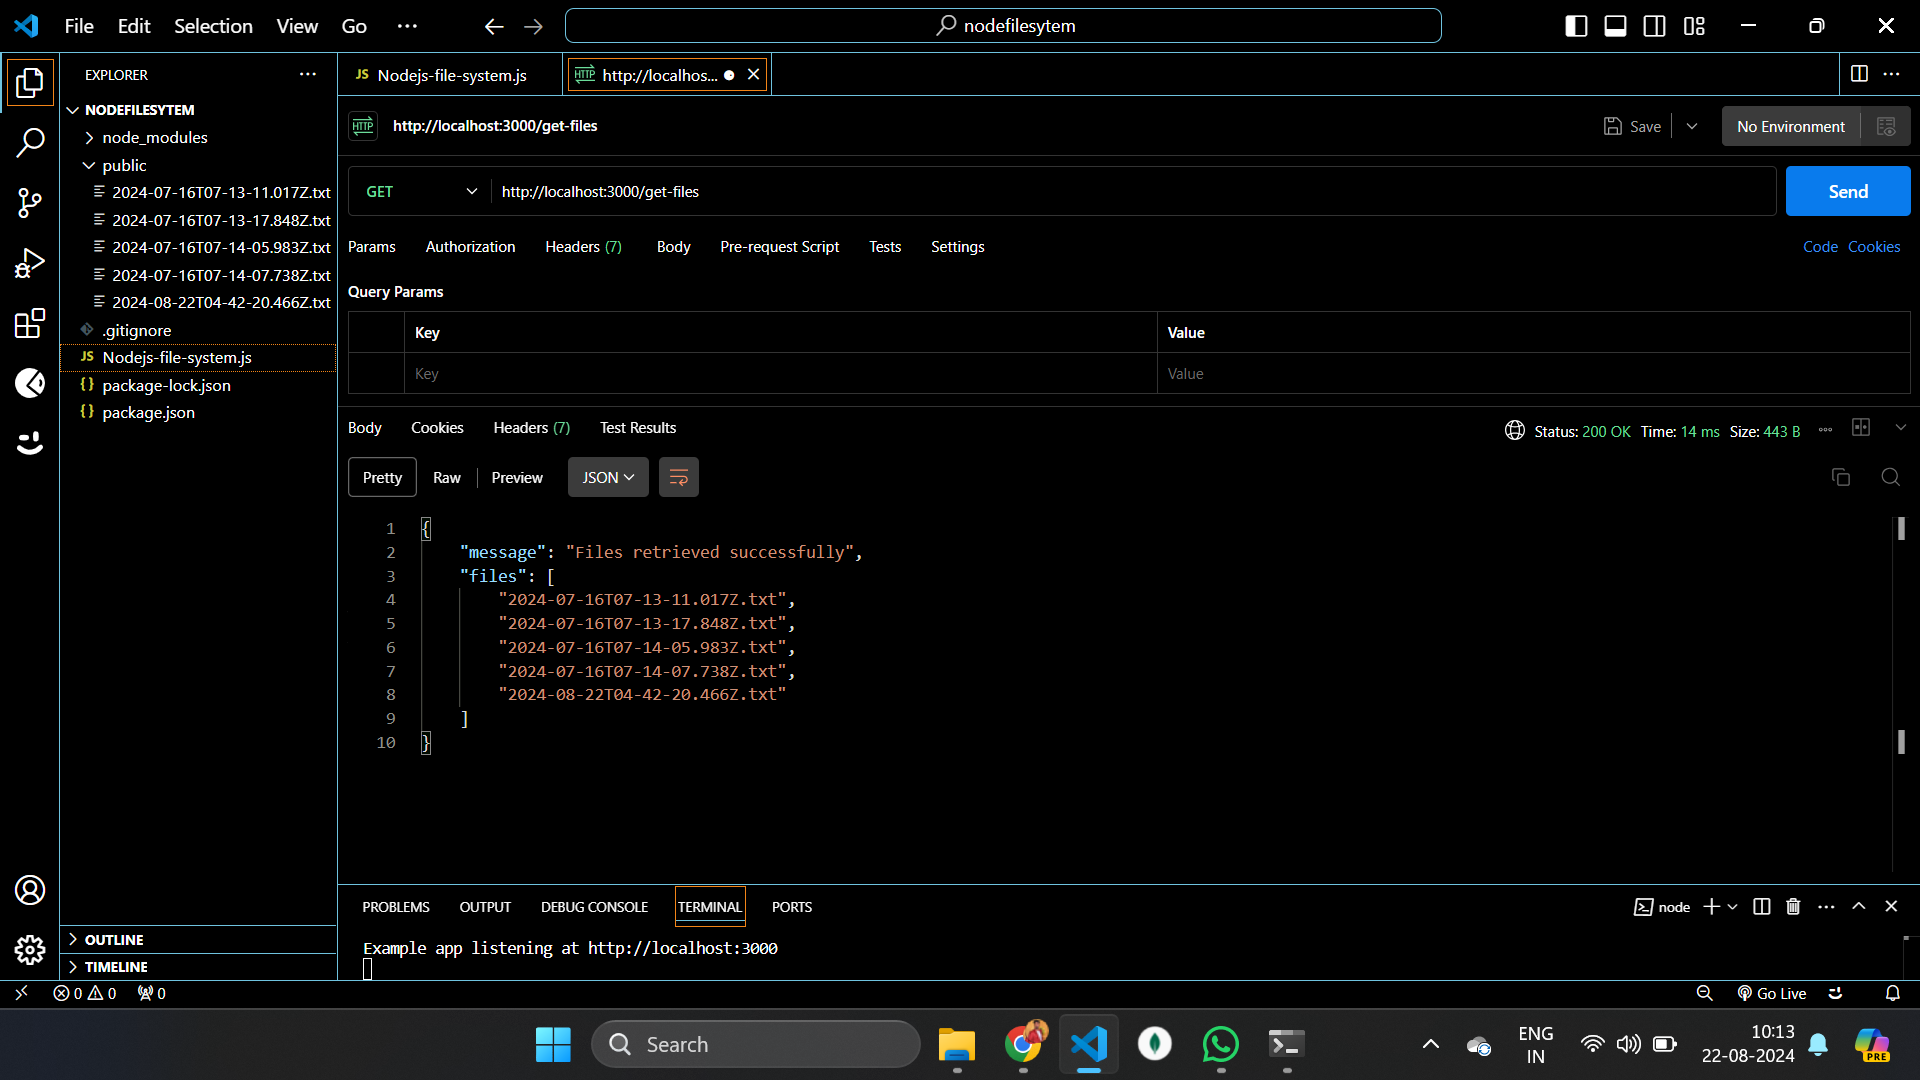 File Edit Selection View Go ··· nodefilesytem
EXPLORER ···
NODEFILESYTEM
node_modules
public
2024-07-16T07-13-11.017Z.txt
2024-07-16T07-13-17.848Z.txt
2024-07-16T07-14-05.983Z.txt
2024-07-16T07-14-07.738Z.txt
2024-08-22T04-42-20.466Z.txt
.gitignore
JS Nodejs-file-system.js
{} package-lock.json
{} package.json
OUTLINE
TIMELINE
JS Nodejs-file-system.js HTTP http://localhos...
HTTP http://localhost:3000/get-files Save No Environment
GET http://localhost:3000/get-files Send
Params Authorization Headers (7) Body Pre-request Script Tests Settings Code Cookies
Query Params
Key Value
Key Value
Body Cookies Headers (7) Test Results Status: 200 OK Time: 14 ms Size: 443 B
Pretty Raw Preview JSON
1 {
2 "message": "Files retrieved successfully",
3 "files": [
4 "2024-07-16T07-13-11.017Z.txt",
5 "2024-07-16T07-13-17.848Z.txt",
6 "2024-07-16T07-14-05.983Z.txt",
7 "2024-07-16T07-14-07.738Z.txt",
8 "2024-08-22T04-42-20.466Z.txt"
9 ]
10 }
PROBLEMS OUTPUT DEBUG CONSOLE TERMINAL PORTS node
Example app listening at http://localhost:3000
0 0 0 Go Live
Search ENG 10:13
IN 22-08-2024 PRE